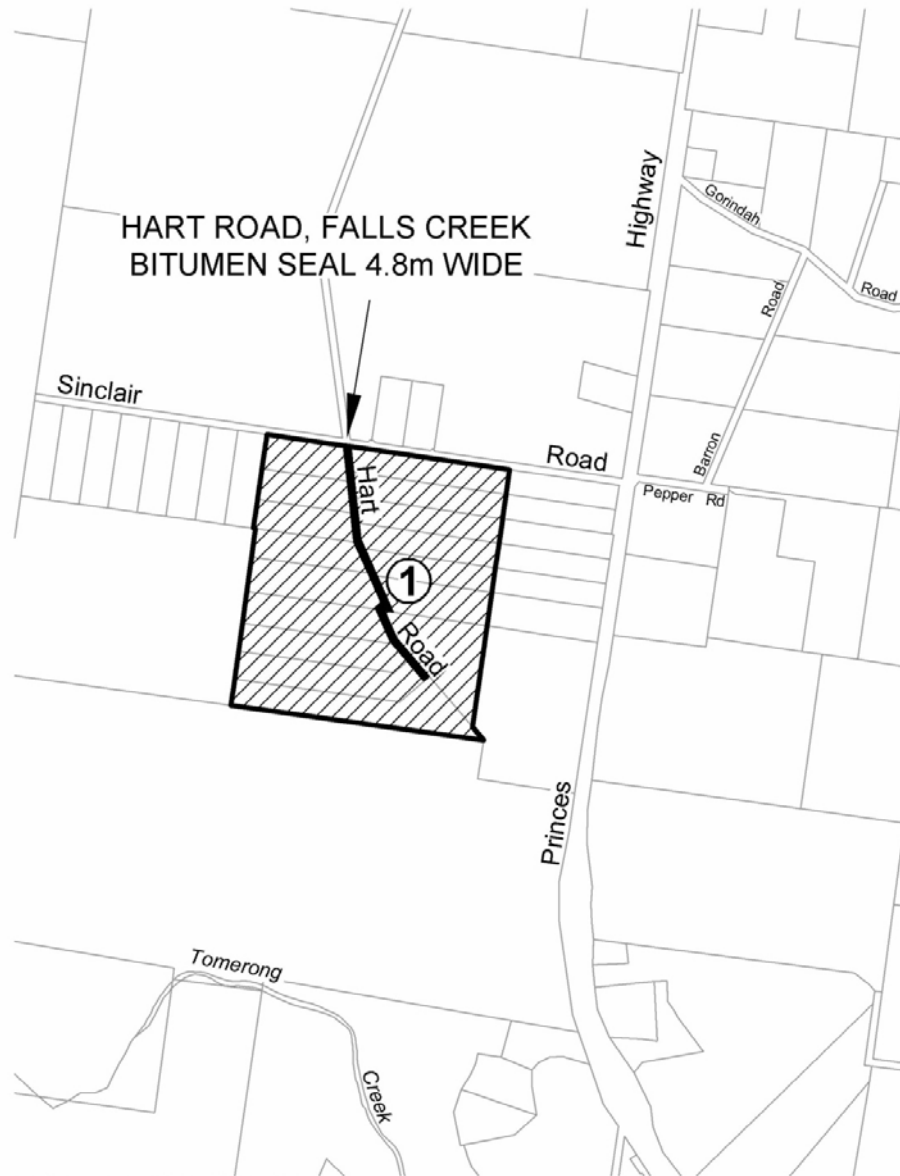 HART ROAD, FALLS CREEK
BITUMEN SEAL 4.8m WIDE
Highway
Gorindah
Road
Road
Sinclair
Road
Barron
Pepper Rd
Hart
1
Road
Princes
Tomerong
Creek